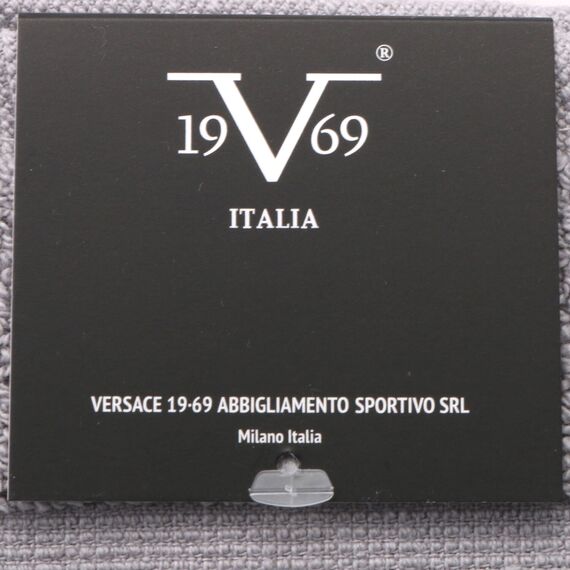 ®
19V69
ITALIA
VERSACE 19·69 ABBIGLIAMENTO SPORTIVO SRL
Milano Italia